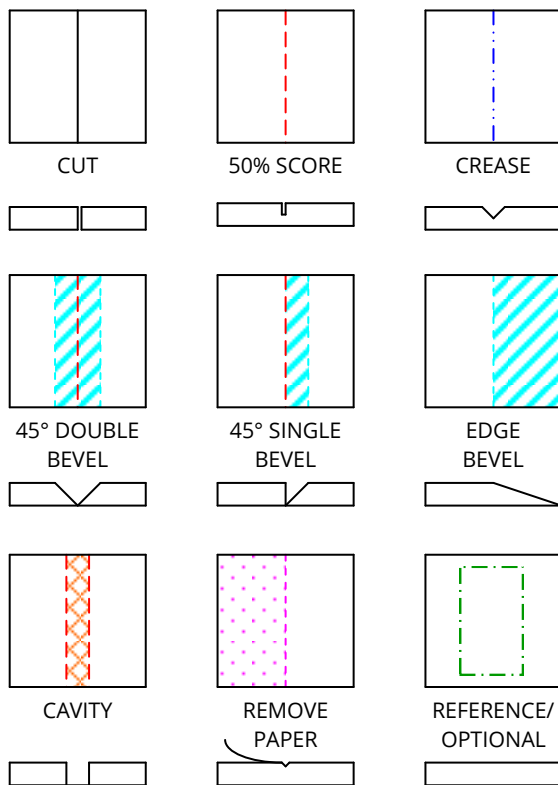 CUT
50% SCORE
CREASE
45° DOUBLE
BEVEL
45° SINGLE
BEVEL
EDGE
BEVEL
CAVITY
REMOVE
PAPER
REFERENCE/
OPTIONAL